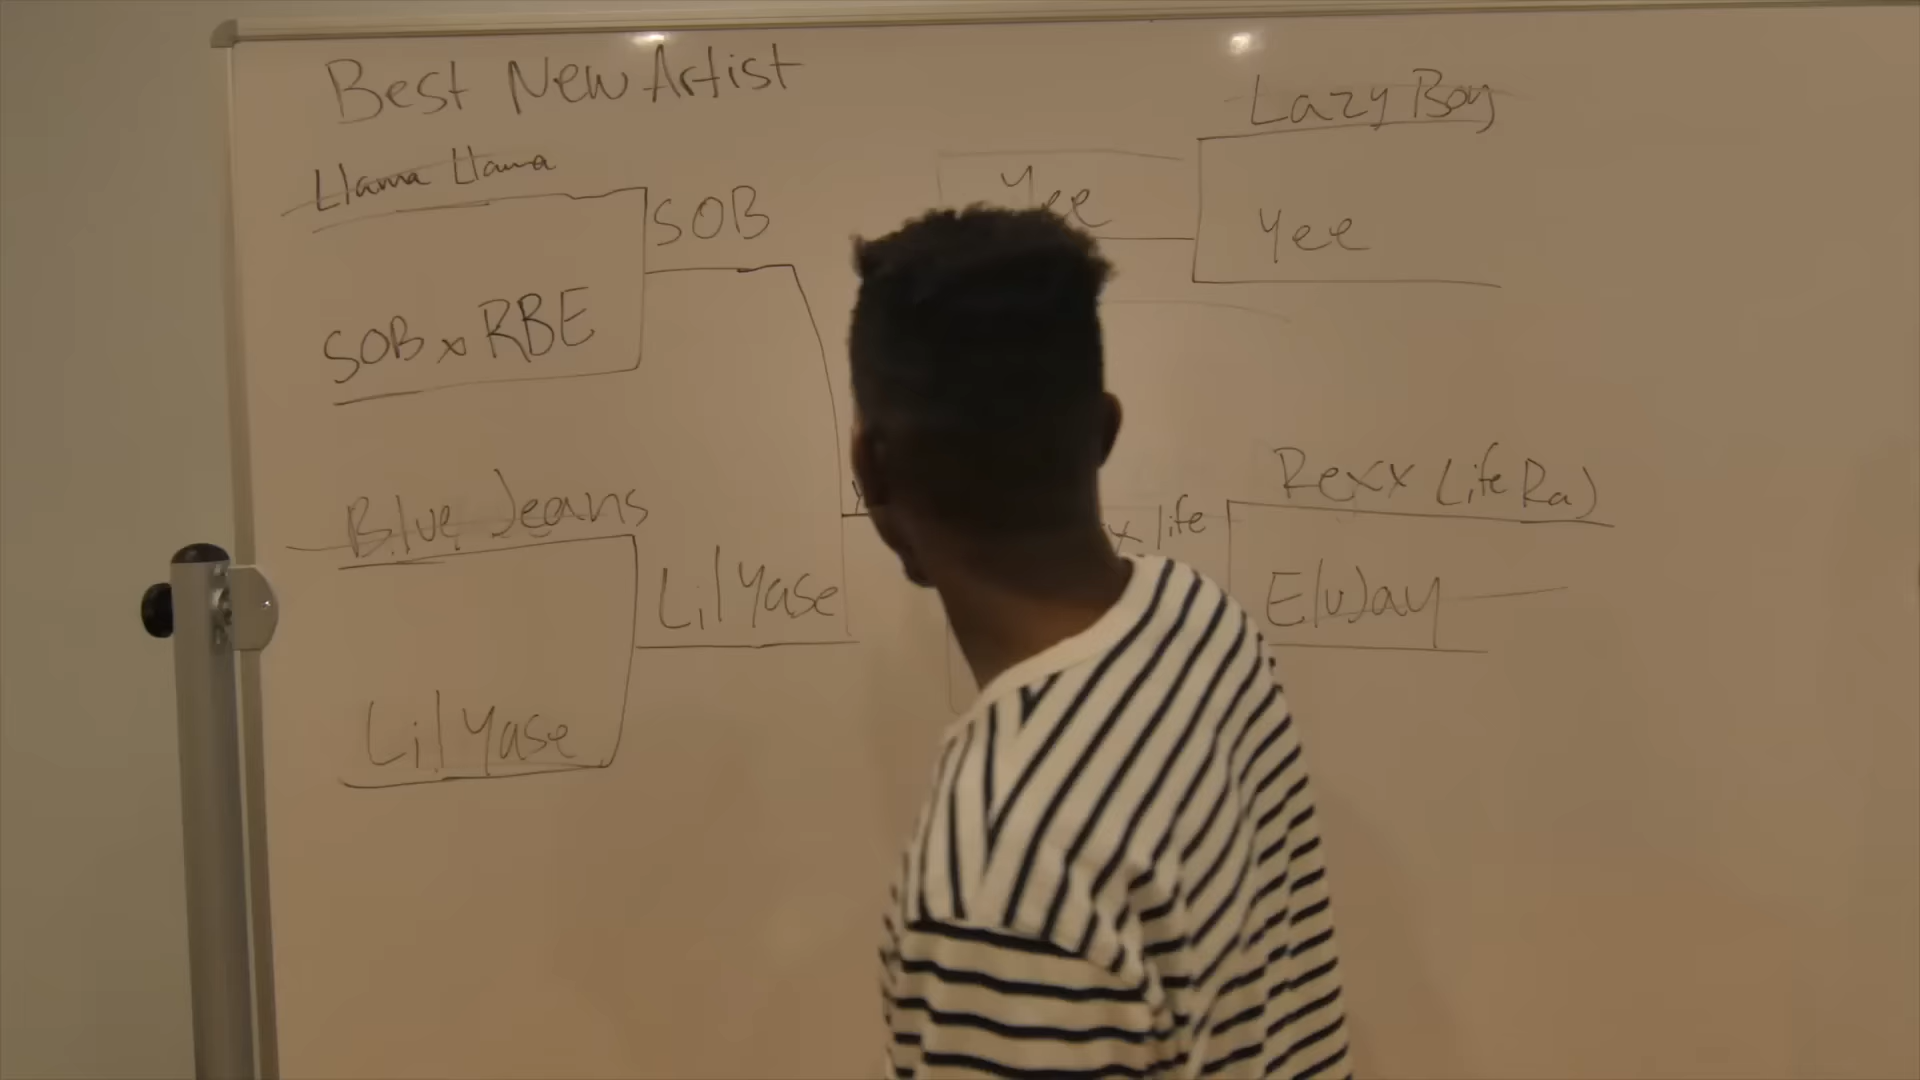 Best New Artist
Llama Llama
SOB x RBE
Blue Jeans
Lil Yase
SOB
Lil Yase
Yee
x life
Lazy Boy
Yee
Rexx Life Raj
Elujay